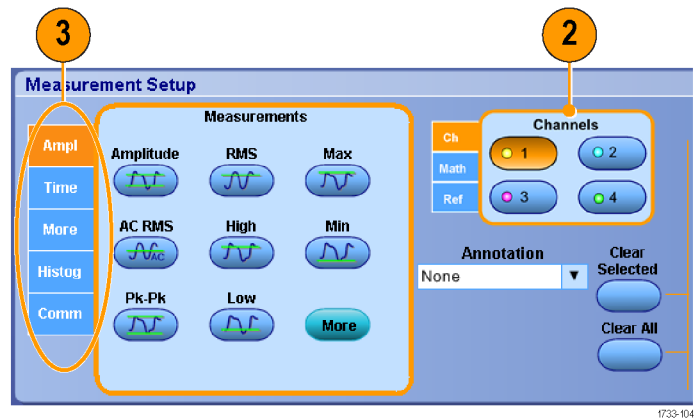 3
2
Measurement Setup
Measurements
Channels
Ampl
Time
More
Histog
Comm
Amplitude
RMS
Max
AC RMS
High
Min
AC
Pk-Pk
Low
More
Ch
Math
Ref
1
2
3
4
Annotation
None
Clear
Selected
Clear All
1733-104